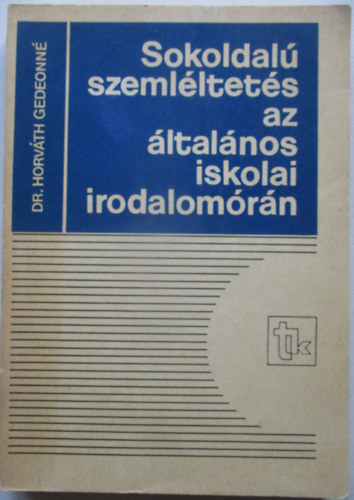 DR. HORVÁTH GEDEONNÉ
Sokoldalú
szemléltetés
az
általános
iskolai
irodalomórán
tk